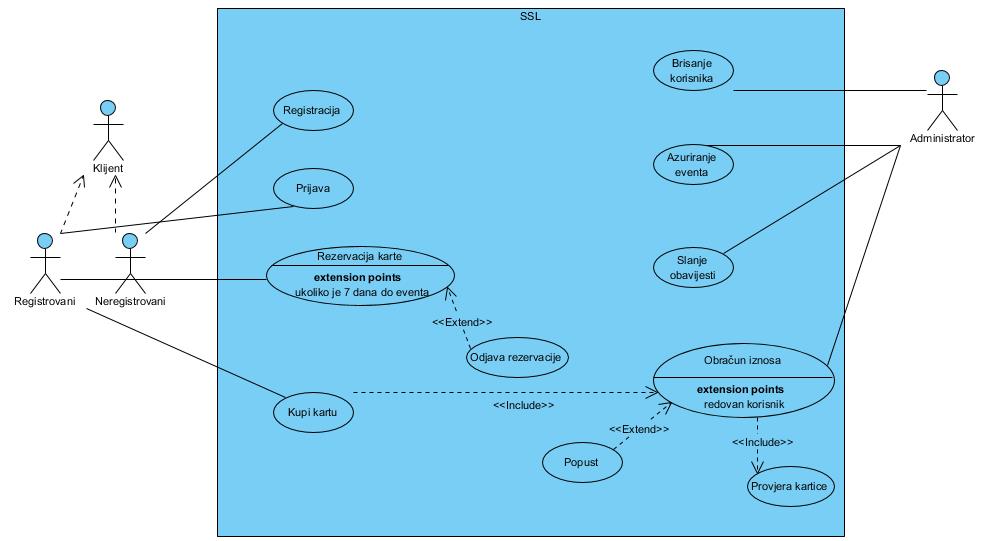 SSL
Brisanje
korisnika
Klijent
Registracija
Administrator
Azuriranje
eventa
Prijava
Registrovani
Neregistrovani
Rezervacija karte
extension points
ukoliko je 7 dana do eventa
Slanje
obavijesti
<<Extend>>
Odjava rezervacije
Obračun iznosa
extension points
redovan korisnik
Kupi kartu
<<Include>>
<<Extend>>
<<Include>>
Popust
Provjera kartice